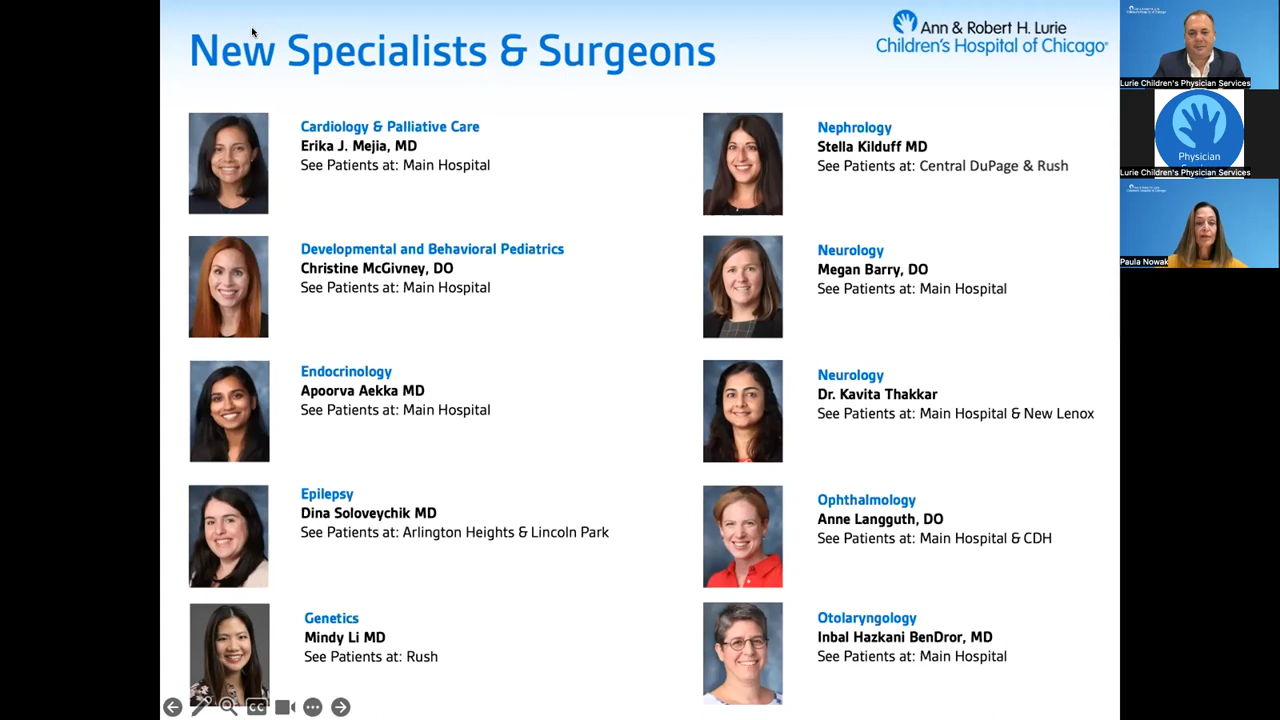 New Specialists & Surgeons
Ann & Robert H. Lurie
Children's Hospital of Chicago®
Cardiology & Palliative Care
Erika J. Mejia, MD
See Patients at: Main Hospital
Developmental and Behavioral Pediatrics
Christine McGivney, DO
See Patients at: Main Hospital
Endocrinology
Apoorva Aekka MD
See Patients at: Main Hospital
Epilepsy
Dina Soloveychik MD
See Patients at: Arlington Heights & Lincoln Park
Genetics
Mindy Li MD
See Patients at: Rush
Nephrology
Stella Kilduff MD
See Patients at: Central DuPage & Rush
Neurology
Megan Barry, DO
See Patients at: Main Hospital
Neurology
Dr. Kavita Thakkar
See Patients at: Main Hospital & New Lenox
Ophthalmology
Anne Langguth, DO
See Patients at: Main Hospital & CDH
Otolaryngology
Inbal Hazkani BenDror, MD
See Patients at: Main Hospital
CC
Lurie Children's Physician Services
Physician
Lurie Children's Physician Services
Paula Nowak